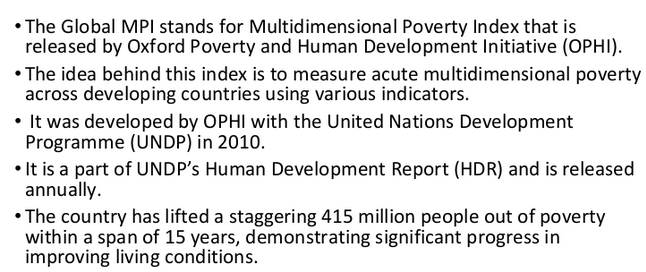 • The Global MPI stands for Multidimensional Poverty Index that is
released by Oxford Poverty and Human Development Initiative (OPHI).
• The idea behind this index is to measure acute multidimensional poverty
across developing countries using various indicators.
• It was developed by OPHI with the United Nations Development
Programme (UNDP) in 2010.
• It is a part of UNDP’s Human Development Report (HDR) and is released
annually.
• The country has lifted a staggering 415 million people out of poverty
within a span of 15 years, demonstrating significant progress in
improving living conditions.